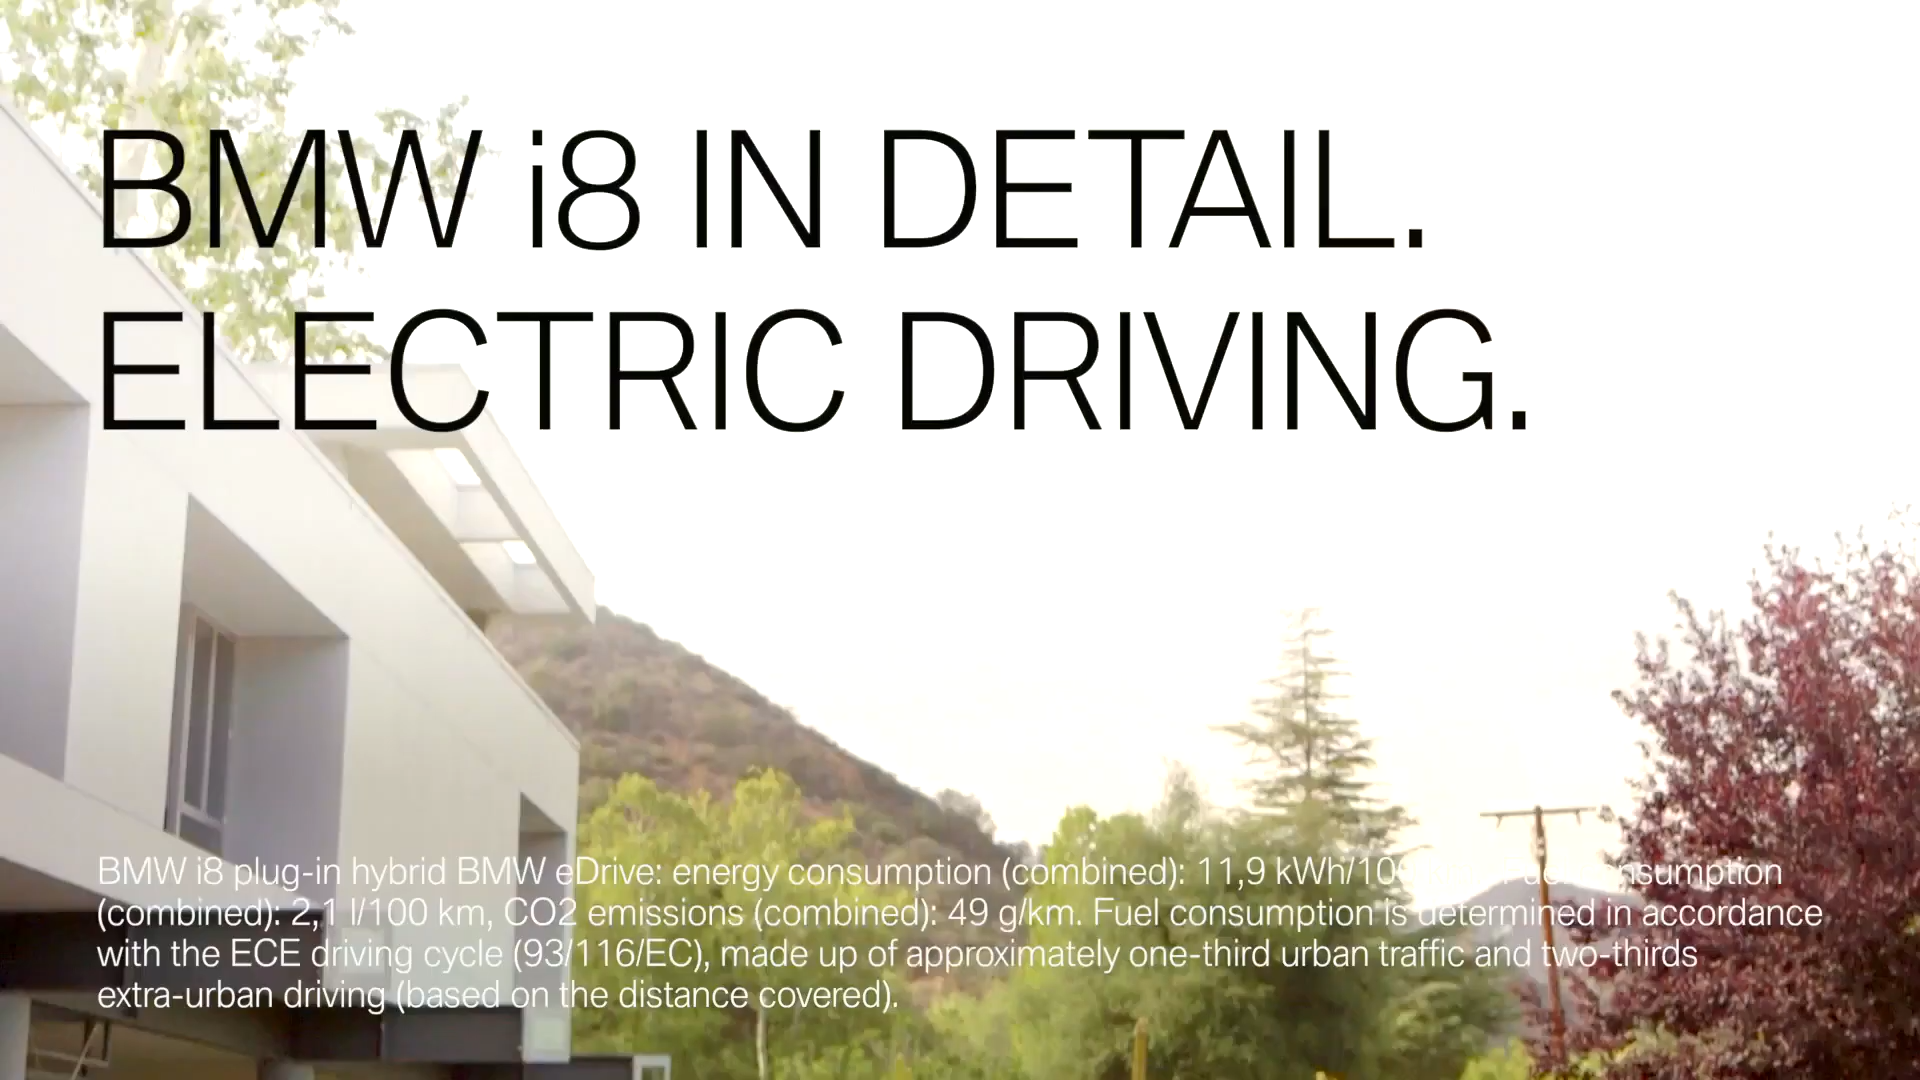 BMW i8 IN DETAIL.
ELECTRIC DRIVING.
BMW i8 plug-in hybrid BMW eDrive: energy consumption (combined): 11,9 kWh/100
(combined): 2,1 l/100 km, CO2 emissions (combined): 49 g/km. Fuel consumption is determined in accordance
with the ECE driving cycle (93/116/EC), made up of approximately one-third urban traffic and two-thirds
extra-urban driving (based on the distance covered).